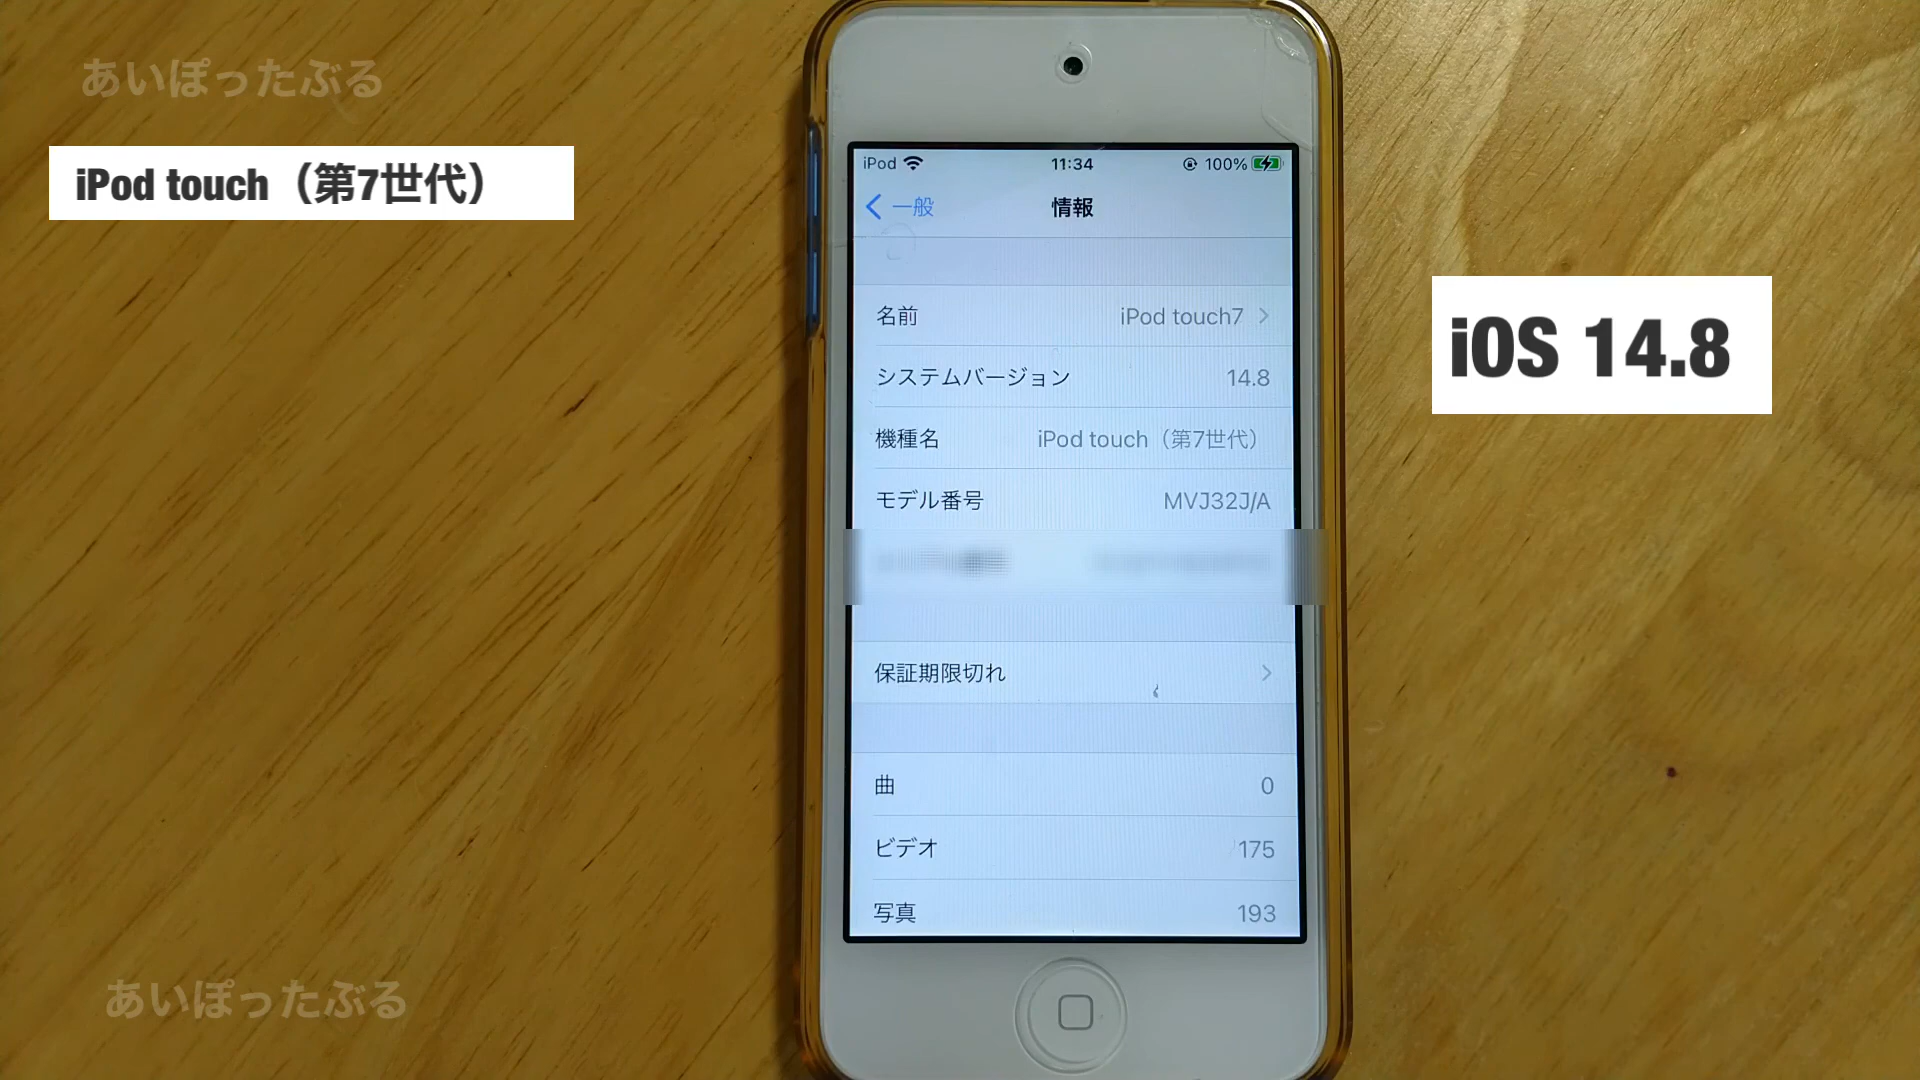 あいぽったぶる
iPod touch（第7世代）
iOS 14.8
iPod 11:34 100%
一般 情報
名前 iPod touch7
システムバージョン 14.8
機種名 iPod touch（第7世代）
モデル番号 MVJ32J/A
保証期限切れ
曲 0
ビデオ 175
写真 193
あいぽったぶる